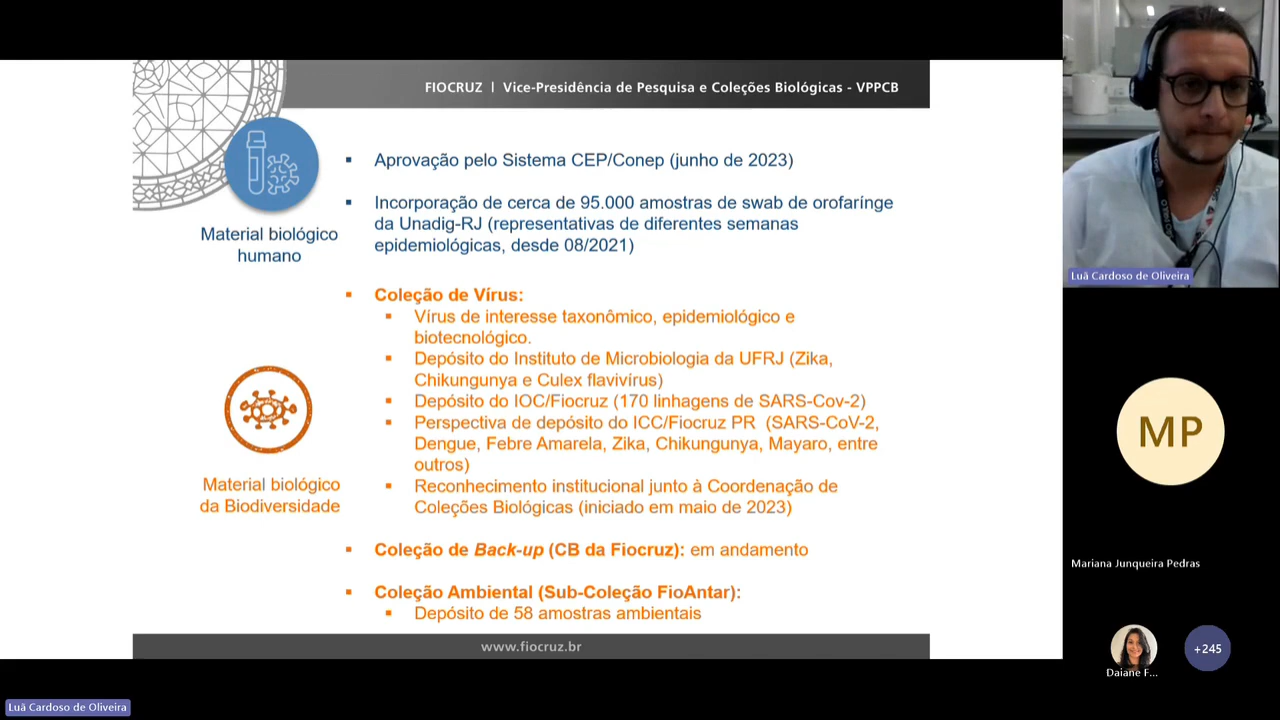 FIOCRUZ | Vice-Presidência de Pesquisa e Coleções Biológicas - VPPCB
Material biológico
humano
▪ Aprovação pelo Sistema CEP/Conep (junho de 2023)
▪ Incorporação de cerca de 95.000 amostras de swab de orofarínge
da Unadig-RJ (representativas de diferentes semanas
epidemiológicas, desde 08/2021)
Material biológico
da Biodiversidade
▪ Coleção de Vírus:
▪ Vírus de interesse taxonômico, epidemiológico e
biotecnológico.
▪ Depósito do Instituto de Microbiologia da UFRJ (Zika,
Chikungunya e Culex flavivírus)
▪ Depósito do IOC/Fiocruz (170 linhagens de SARS-Cov-2)
▪ Perspectiva de depósito do ICC/Fiocruz PR (SARS-CoV-2,
Dengue, Febre Amarela, Zika, Chikungunya, Mayaro, entre
outros)
▪ Reconhecimento institucional junto à Coordenação de
Coleções Biológicas (iniciado em maio de 2023)
▪ Coleção de Back-up (CB da Fiocruz): em andamento
▪ Coleção Ambiental (Sub-Coleção FioAntar):
▪ Depósito de 58 amostras ambientais
www.fiocruz.br
Luã Cardoso de Oliveira
MP
Mariana Junqueira Pedras
Daiane F...
+245
Luã Cardoso de Oliveira